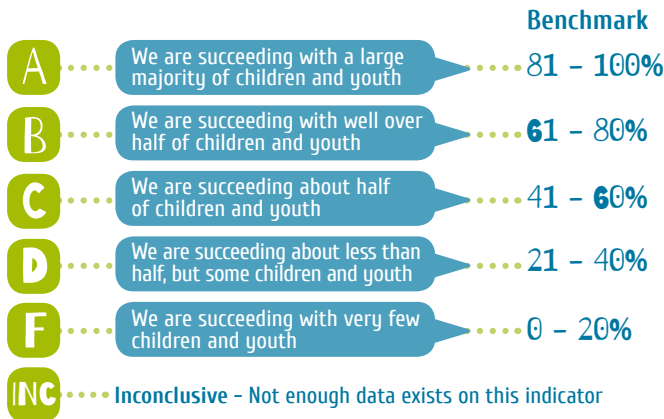 Benchmark
A
We are succeeding with a large
majority of children and youth
81 - 100%
B
We are succeeding with well over
half of children and youth
61 - 80%
C
We are succeeding about half
of children and youth
41 - 60%
D
We are succeeding about less than
half, but some children and youth
21 - 40%
F
We are succeeding with very few
children and youth
0 - 20%
INC Inconclusive - Not enough data exists on this indicator